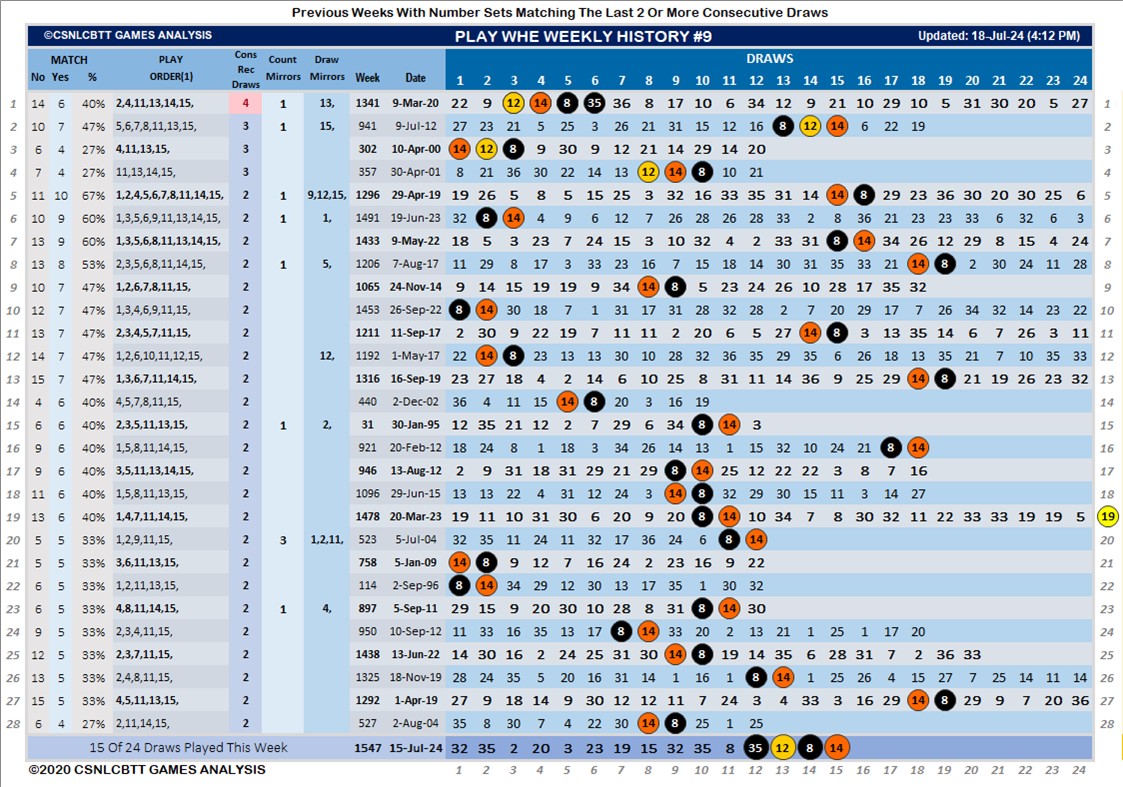 Previous Weeks With Number Sets Matching The Last 2 Or More Consecutive Draws
©CSNLCBTT GAMES ANALYSIS PLAY WHE WEEKLY HISTORY #9 Updated: 18-Jul-24 (4:12 PM)
MATCH PLAY Cons Rec Draws Count Draw DRAWS
No Yes % ORDER(1) Mirrors Mirrors Week Date 1 2 3 4 5 6 7 8 9 10 11 12 13 14 15 16 17 18 19 20 21 22 23 24
1 14 6 40% 2,4,11,13,14,15, 4 1 13, 1341 9-Mar-20 22 9 12 14 8 35 36 8 17 10 6 34 12 9 21 10 29 10 5 31 30 20 5 27 1
2 10 7 47% 5,6,7,8,11,13,15, 3 1 15, 941 9-Jul-12 27 23 21 5 25 3 26 21 31 15 12 16 8 12 14 6 22 19 2
3 6 4 27% 4,11,13,15, 3 302 10-Apr-00 14 12 8 9 30 9 12 21 14 29 14 20 3
4 7 4 27% 11,13,14,15, 3 357 30-Apr-01 8 21 36 30 22 14 13 12 14 8 10 21 4
5 11 10 67% 1,2,4,5,6,7,8,11,14,15, 2 1 9,12,15, 1296 29-Apr-19 19 26 5 8 5 15 25 3 32 16 33 35 31 14 14 8 29 23 36 30 20 30 25 6 5
6 10 9 60% 1,3,5,6,9,11,13,14,15, 2 1 1, 1491 19-Jun-23 32 8 14 4 9 6 12 7 26 28 26 28 33 2 8 36 21 23 23 33 6 32 6 3 6
7 13 9 60% 1,3,5,6,8,11,13,14,15, 2 1433 9-May-22 18 5 3 23 7 24 15 3 10 32 4 2 33 31 8 14 34 26 12 29 8 15 4 24 7
8 13 8 53% 2,3,5,6,8,11,14,15, 2 1 5, 1206 7-Aug-17 11 29 8 17 3 33 23 16 7 15 18 14 30 31 35 33 21 14 8 2 30 24 11 28 8
9 10 7 47% 1,2,6,7,8,11,15, 2 1065 24-Nov-14 9 14 15 19 19 9 34 14 8 5 23 24 26 10 28 17 35 32 9
10 12 7 47% 1,3,4,6,9,11,15, 2 1453 26-Sep-22 8 14 30 18 7 1 31 17 31 28 32 28 2 7 20 29 17 7 26 34 32 14 23 22 10
11 13 7 47% 2,3,4,5,7,11,15, 2 1211 11-Sep-17 2 30 9 22 19 7 11 11 2 20 6 5 27 14 8 3 13 35 14 6 7 26 3 11 11
12 14 7 47% 1,2,6,10,11,12,15, 2 12, 1192 1-May-17 22 14 8 23 13 13 30 10 28 32 36 35 29 35 6 26 18 13 35 21 7 10 35 33 12
13 15 7 47% 1,3,6,7,11,14,15, 2 1316 16-Sep-19 23 27 18 4 2 14 6 10 25 8 31 11 14 36 9 25 29 14 8 21 19 26 23 32 13
14 4 6 40% 4,5,7,8,11,15, 2 440 2-Dec-02 36 4 11 15 14 8 20 3 16 19 14
15 6 6 40% 2,3,5,11,13,15, 2 1 2, 31 30-Jan-95 12 35 21 12 2 7 29 6 34 8 14 3 15
16 9 6 40% 1,5,8,11,14,15, 2 921 20-Feb-12 18 24 8 1 18 3 34 26 14 13 1 15 32 10 24 21 8 14 16
17 9 6 40% 3,5,11,13,14,15, 2 946 13-Aug-12 2 9 31 18 31 29 21 29 8 14 25 12 22 22 3 8 7 16 17
18 11 6 40% 1,5,8,11,13,15, 2 1096 29-Jun-15 13 13 22 4 31 12 24 3 14 8 32 29 30 15 11 3 14 27 18
19 13 6 40% 1,4,7,11,14,15, 2 1478 20-Mar-23 19 11 10 31 30 6 20 9 20 8 14 10 34 7 8 30 32 11 22 33 33 19 19 5 19
20 5 5 33% 1,2,9,11,15, 2 3 1,2,11, 523 5-Jul-04 32 35 11 24 11 32 17 36 24 6 8 14 20
21 5 5 33% 3,6,11,13,15, 2 758 5-Jan-09 14 8 9 12 7 16 24 2 23 16 9 22 21
22 6 5 33% 1,2,11,13,15, 2 114 2-Sep-96 8 14 34 29 12 30 13 17 35 1 30 32 22
23 6 5 33% 4,8,11,14,15, 2 1 4, 897 5-Sep-11 29 15 9 20 30 10 28 8 31 8 14 30 23
24 9 5 33% 2,3,4,11,15, 2 950 10-Sep-12 11 33 16 35 13 17 8 14 33 20 2 13 21 1 25 1 17 20 24
25 12 5 33% 2,3,7,11,15, 2 1438 13-Jun-22 14 30 16 2 24 25 31 30 14 8 19 14 35 6 28 31 7 2 36 33 25
26 13 5 33% 2,4,8,11,15, 2 1325 18-Nov-19 28 24 35 5 20 16 31 14 1 16 1 8 14 1 25 26 4 15 27 7 25 14 11 14 26
27 15 5 33% 4,5,11,13,15, 2 1292 1-Apr-19 27 9 18 14 9 30 12 12 11 7 24 3 4 33 3 16 29 14 8 29 9 7 20 36 27
28 6 4 27% 2,11,14,15, 2 527 2-Aug-04 35 8 30 7 4 22 30 14 8 25 1 25 28
15 Of 24 Draws Played This Week 1547 15-Jul-24 32 35 2 20 3 23 19 15 32 35 8 35 12 8 14
©2020 CSNLCBTT GAMES ANALYSIS 1 2 3 4 5 6 7 8 9 10 11 12 13 14 15 16 17 18 19 20 21 22 23 24